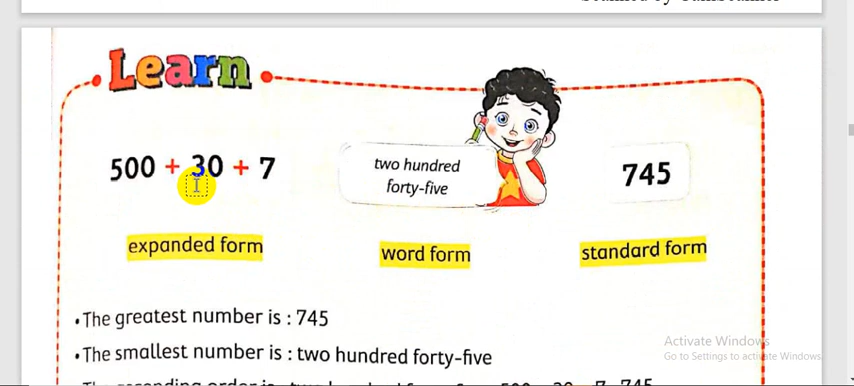 Learn
500 + 30 + 7
two hundred
forty-five
745
expanded form
word form
standard form
•The greatest number is : 745
•The smallest number is : two hundred forty-five
Activate Windows
Go to Settings to activate Windows